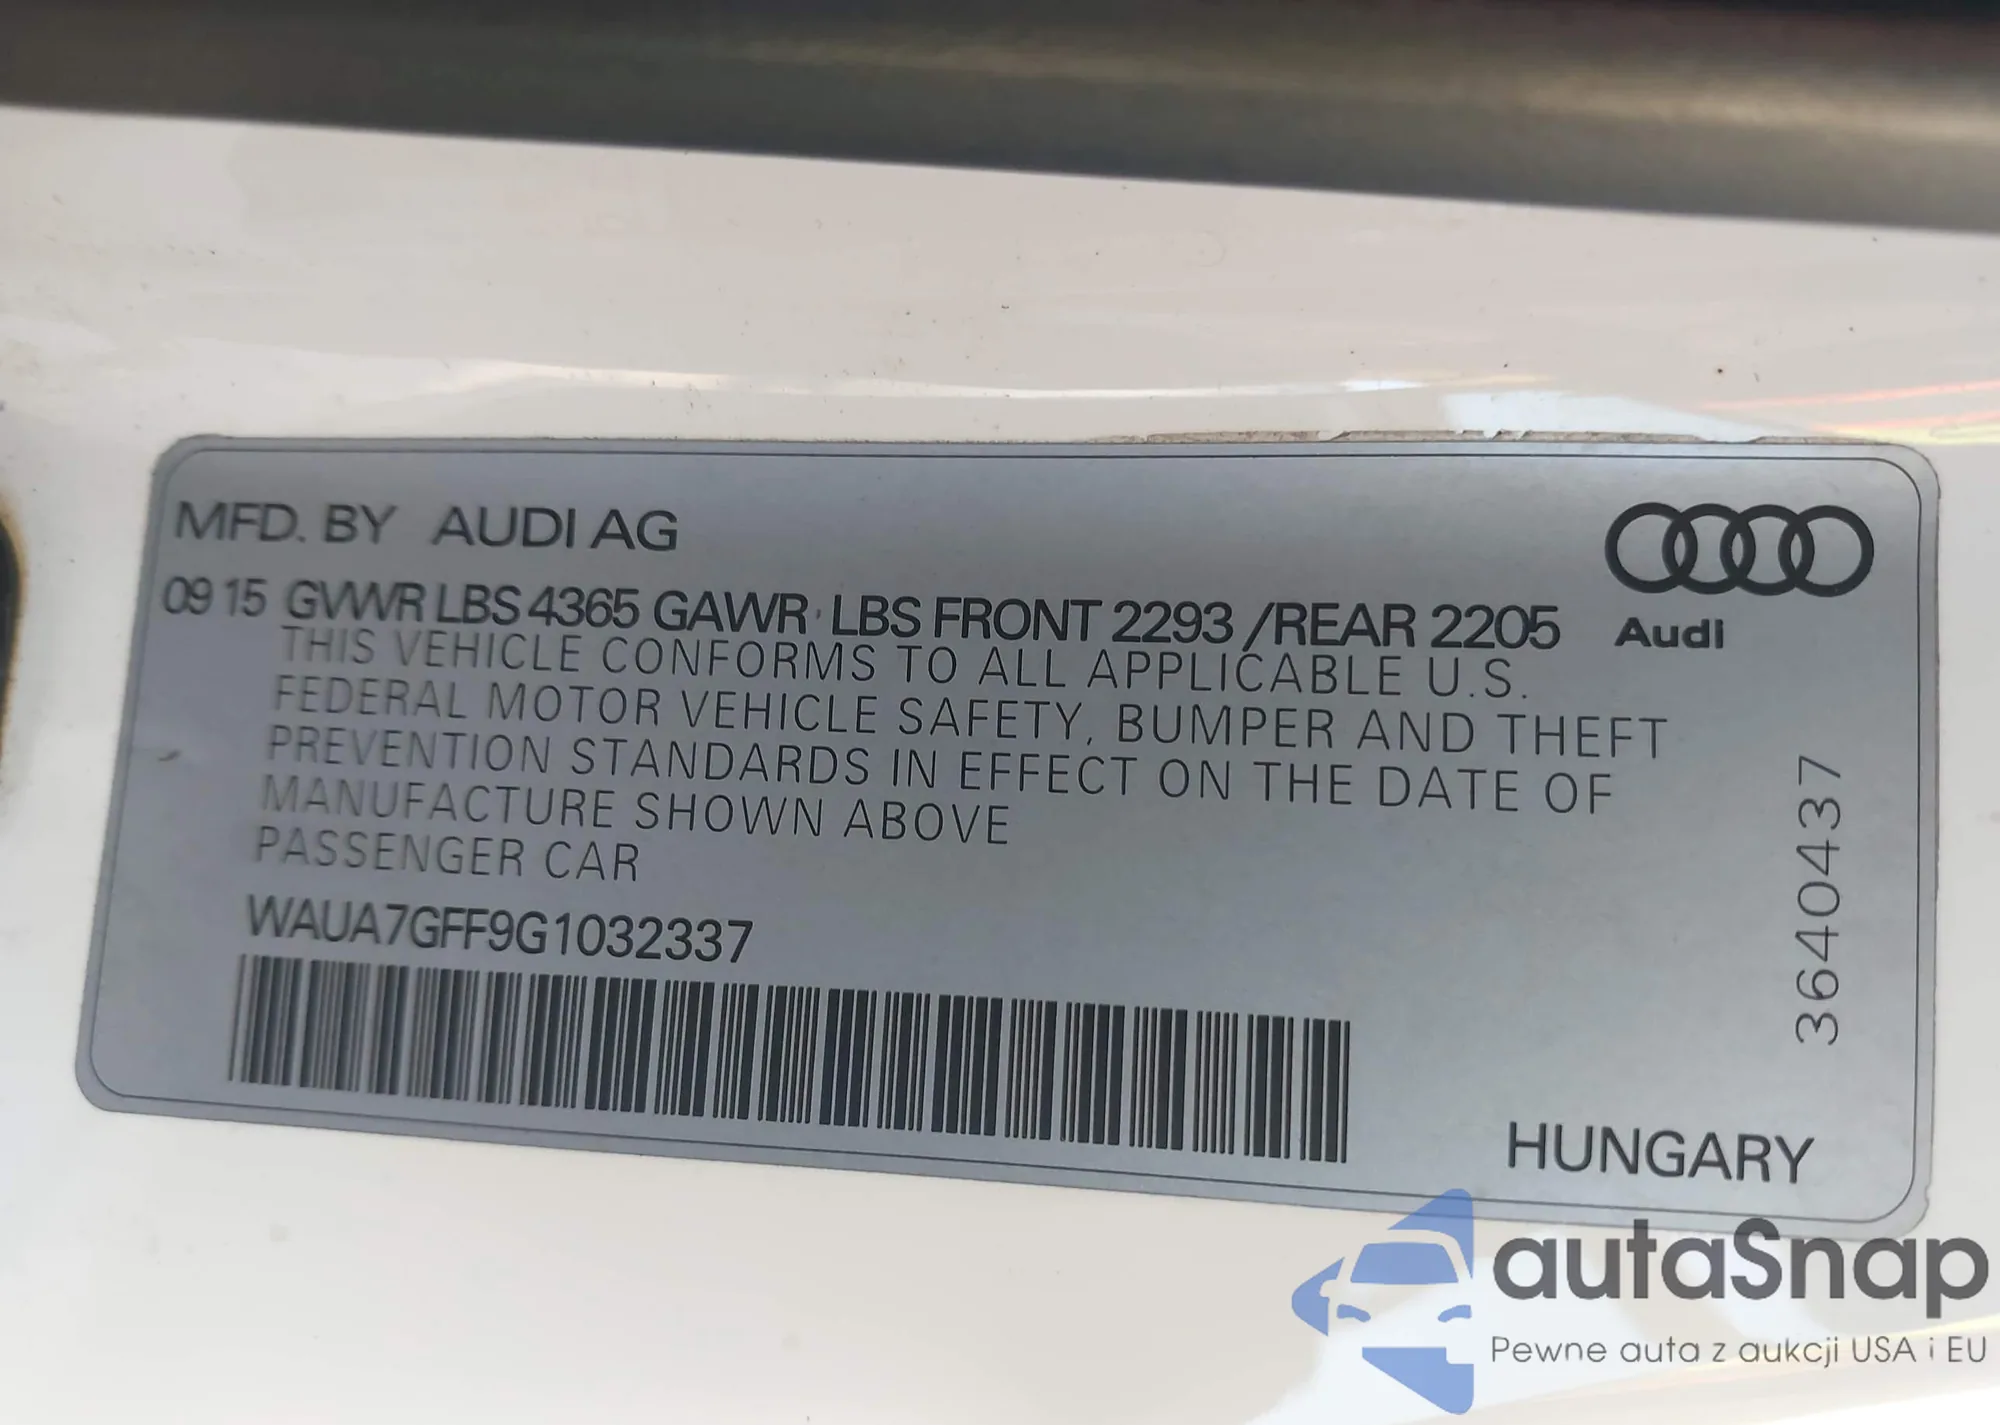 MFD. BY AUDI AG
09 15 GVWR LBS 4365 GAWR LBS FRONT 2293 /REAR 2205
Audi
THIS VEHICLE CONFORMS TO ALL APPLICABLE U.S.
FEDERAL MOTOR VEHICLE SAFETY, BUMPER AND THEFT
PREVENTION STANDARDS IN EFFECT ON THE DATE OF
MANUFACTURE SHOWN ABOVE
PASSENGER CAR
WAUA7GFF9G1032337
3640437
HUNGARY
autaSnap
Pewne auta z aukcji USA i EU